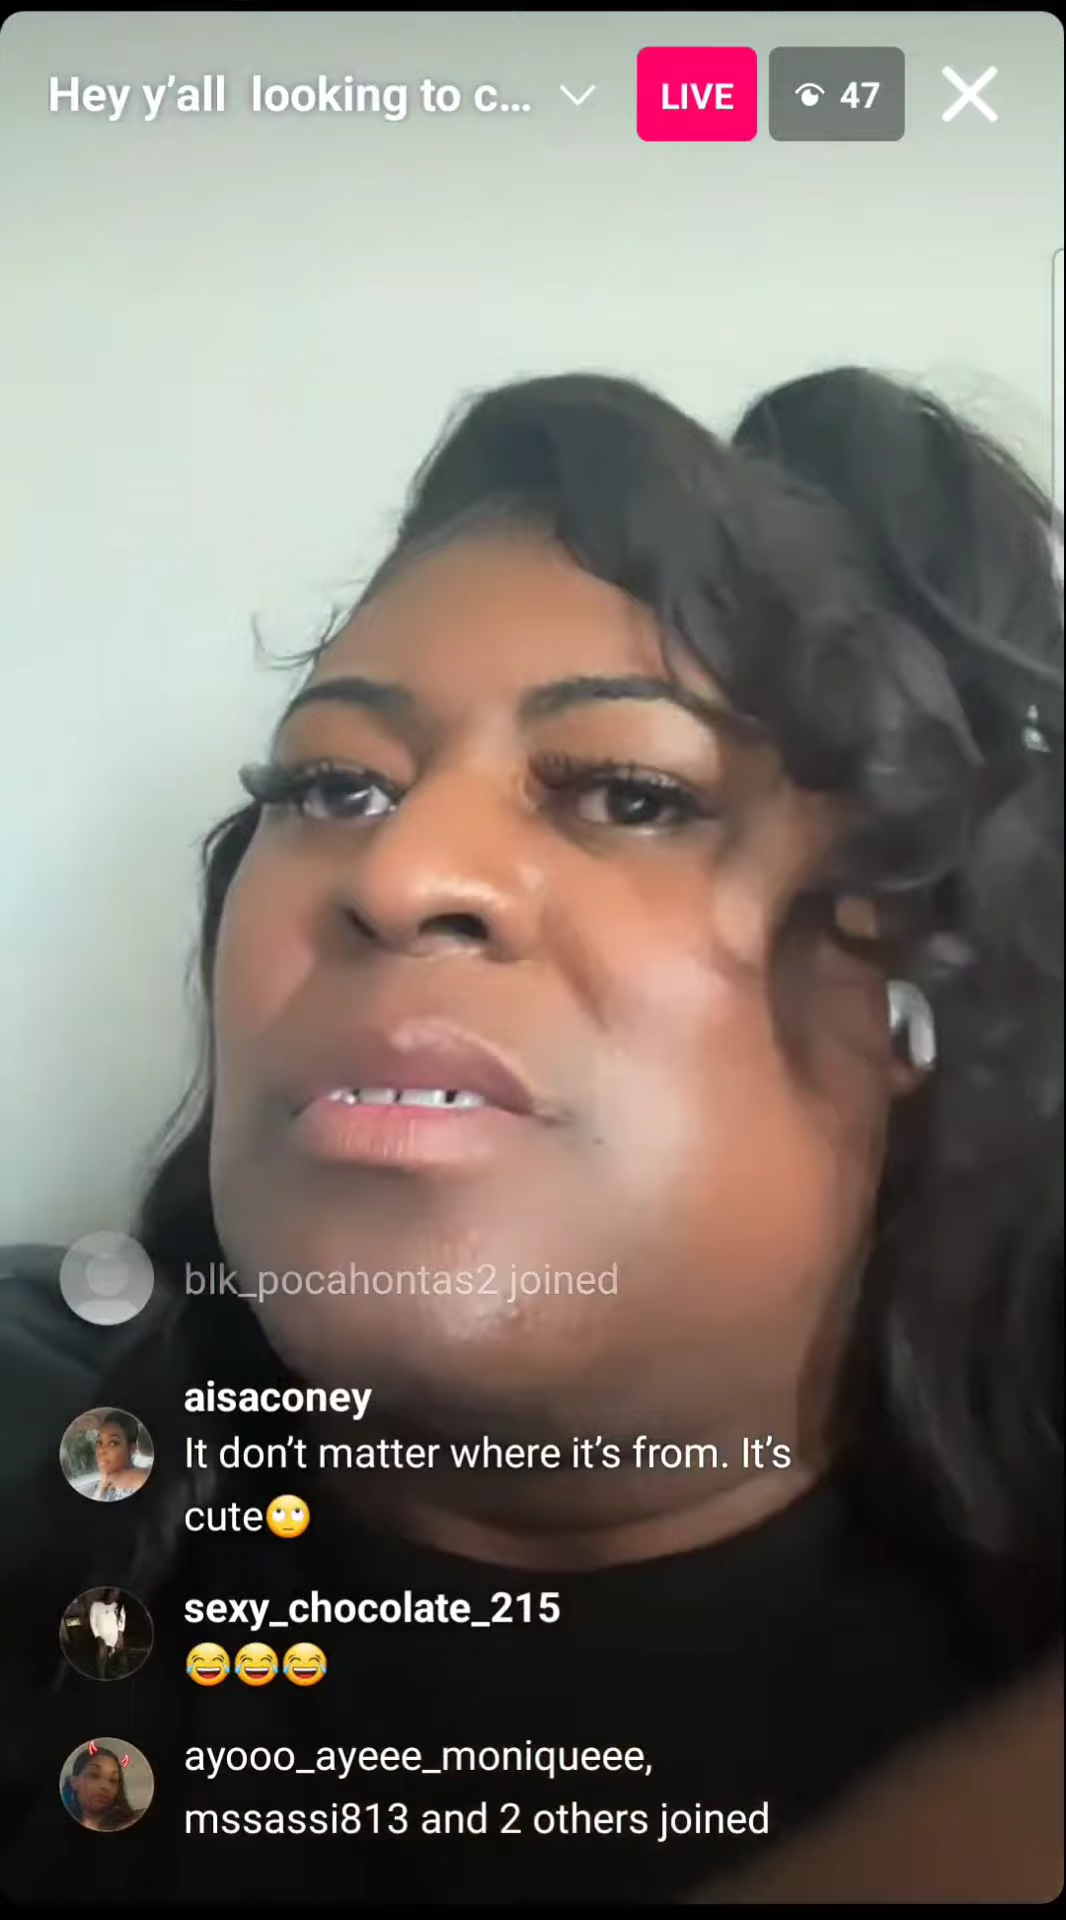 Hey y’all  looking to c...
LIVE
47
blk_pocahontas2 joined
aisaconey
It don’t matter where it’s from. It’s
cute🙄
sexy_chocolate_215
😂😂😂
ayooo_ayeee_moniqueee,
mssassi813 and 2 others joined